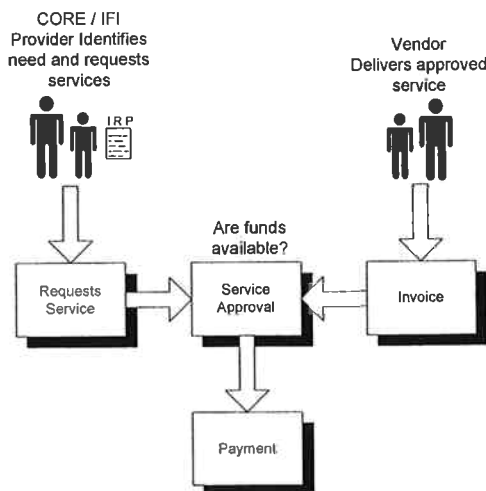 CORE / IFI
Provider Identifies
need and requests
services
IRP
Vendor
Delivers approved
service
Are funds
available?
Requests
Service
Service
Approval
Invoice
Payment